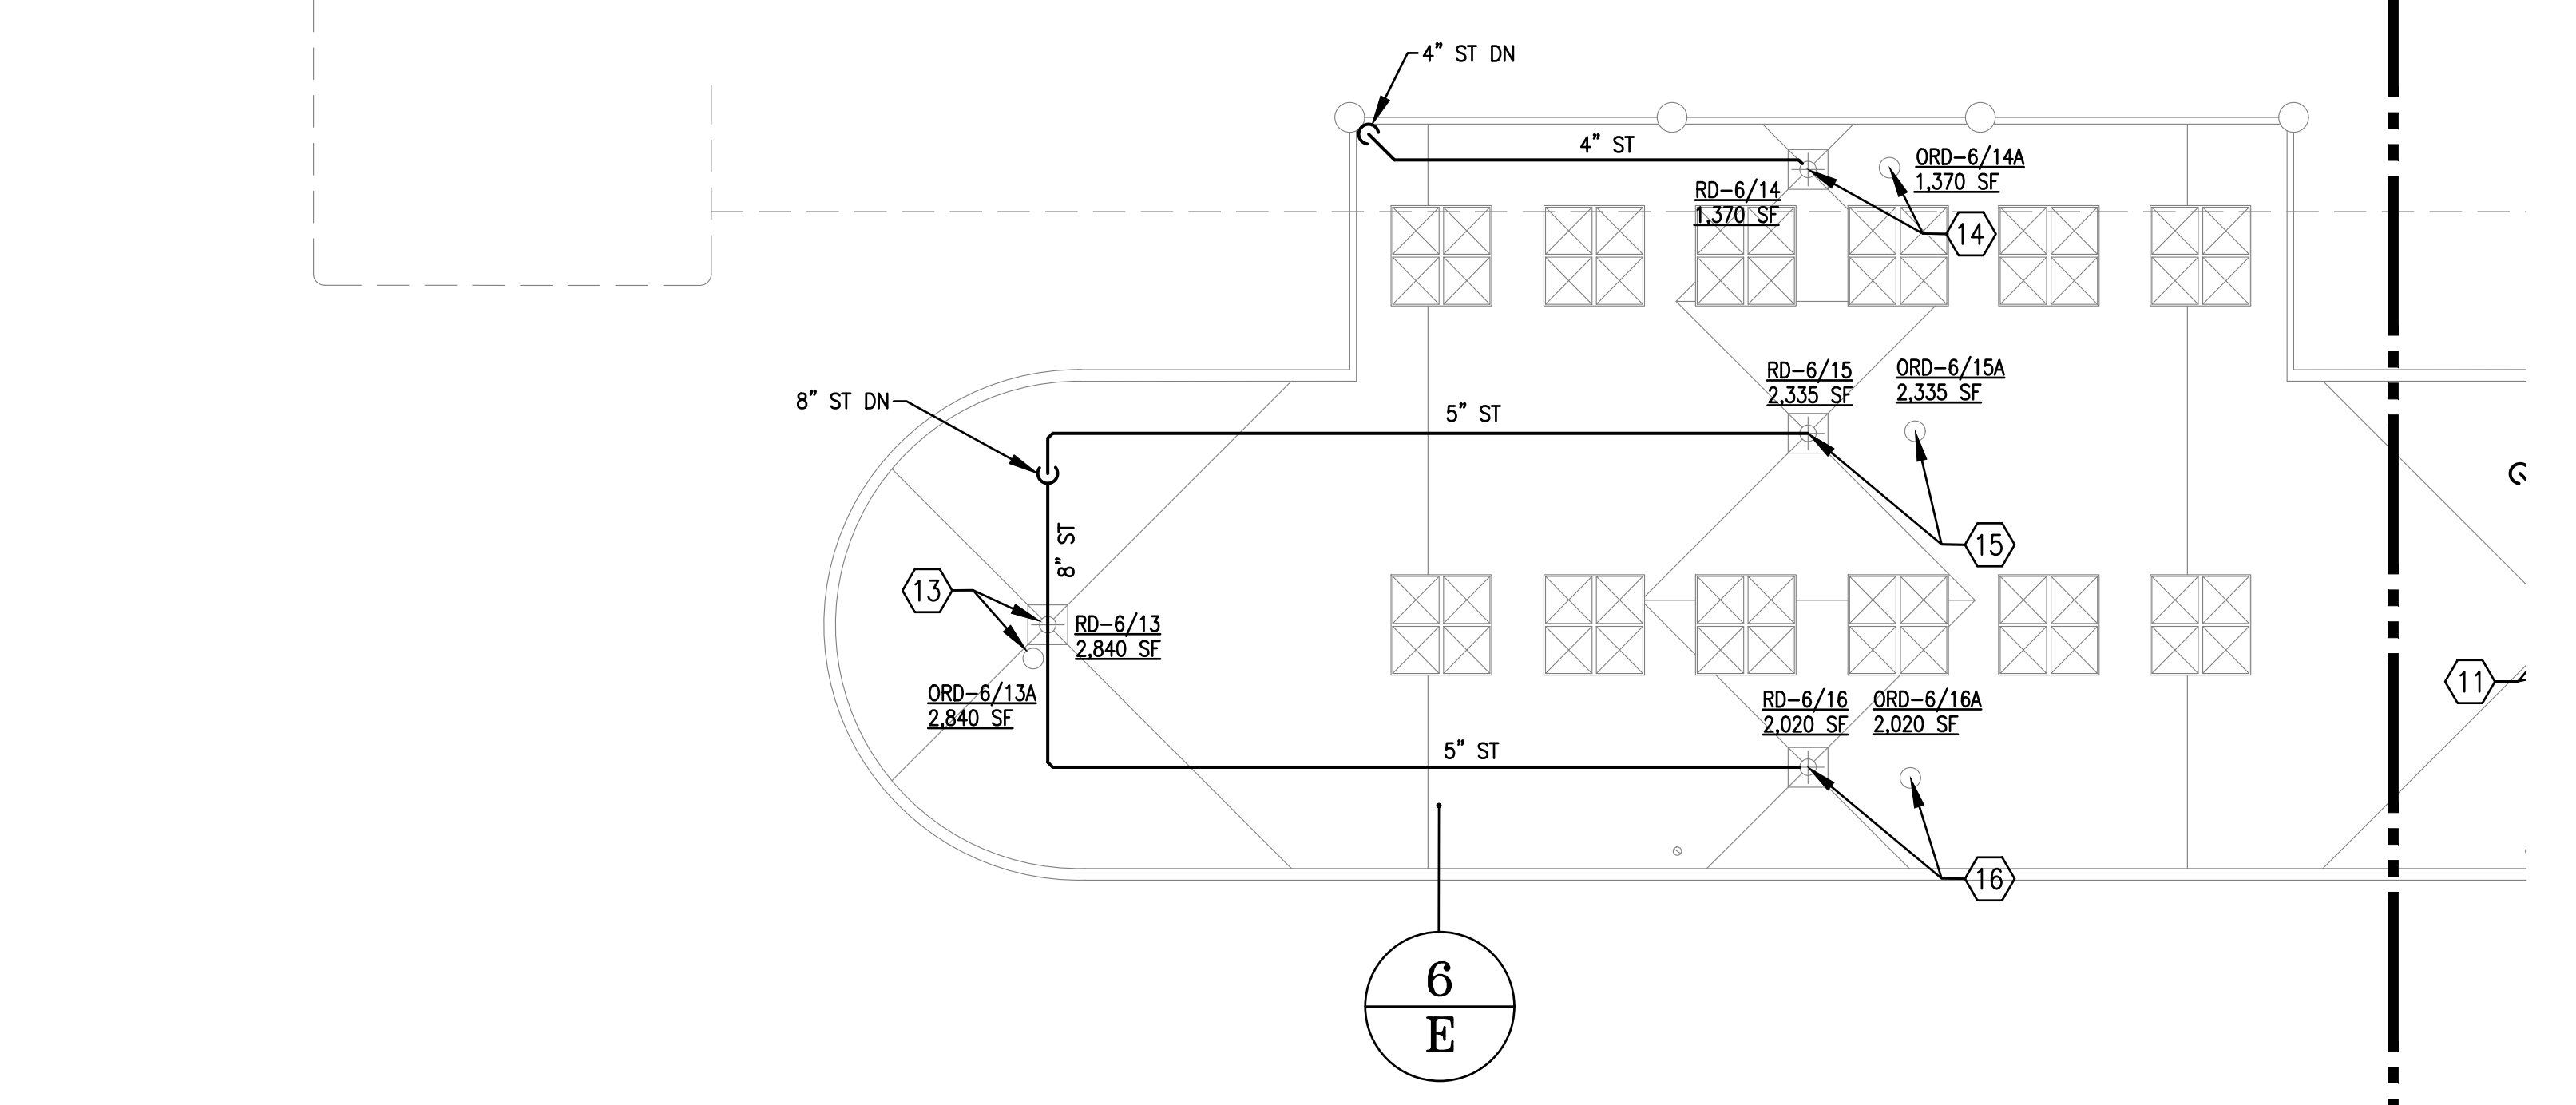 4" ST DN
4" ST
ORD-6/14A
1,370 SF
RD-6/14
1,370 SF
14
RD-6/15
2,335 SF
ORD-6/15A
2,335 SF
8" ST DN
5" ST
8" ST
15
13
RD-6/13
2,840 SF
ORD-6/13A
2,840 SF
RD-6/16
2,020 SF
ORD-6/16A
2,020 SF
11
5" ST
16
6
E